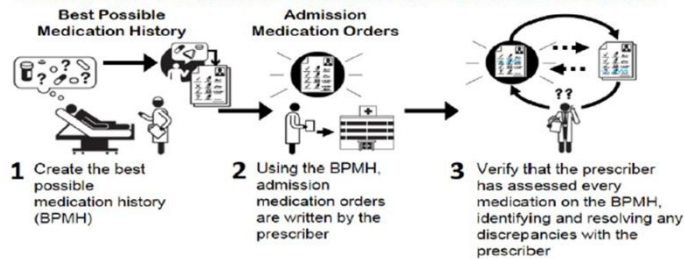 Best Possible
Medication History
Admission
Medication Orders
? ? ? ?
??
1 Create the best
possible
medication history
(BPMH)
2 Using the BPMH,
admission
medication orders
are written by the
prescriber
3 Verify that the prescriber
has assessed every
medication on the BPMH,
identifying and resolving any
discrepancies with the
prescriber